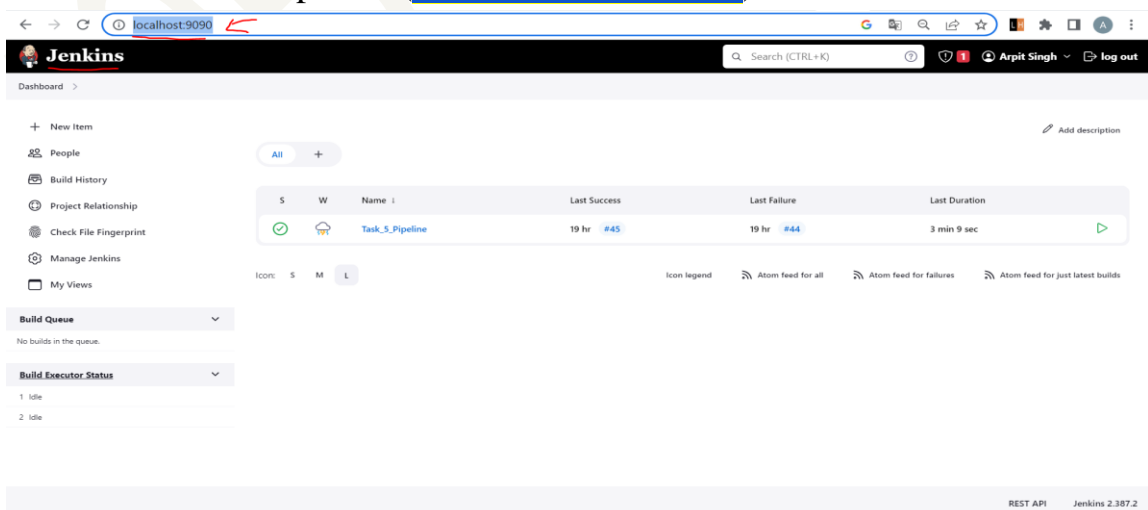 localhost:9090
Jenkins
Search (CTRL+K)
?
1
Arpit Singh
log out
Dashboard >
New Item
People
Build History
Project Relationship
Check File Fingerprint
Manage Jenkins
My Views
Build Queue
No builds in the queue.
Build Executor Status
1 Idle
2 Idle
Add description
All +
S W Name ↓ Last Success Last Failure Last Duration
Task_5_Pipeline 19 hr #45 19 hr #44 3 min 9 sec
Icon: S M L
Icon legend Atom feed for all Atom feed for failures Atom feed for just latest builds
REST API Jenkins 2.387.2